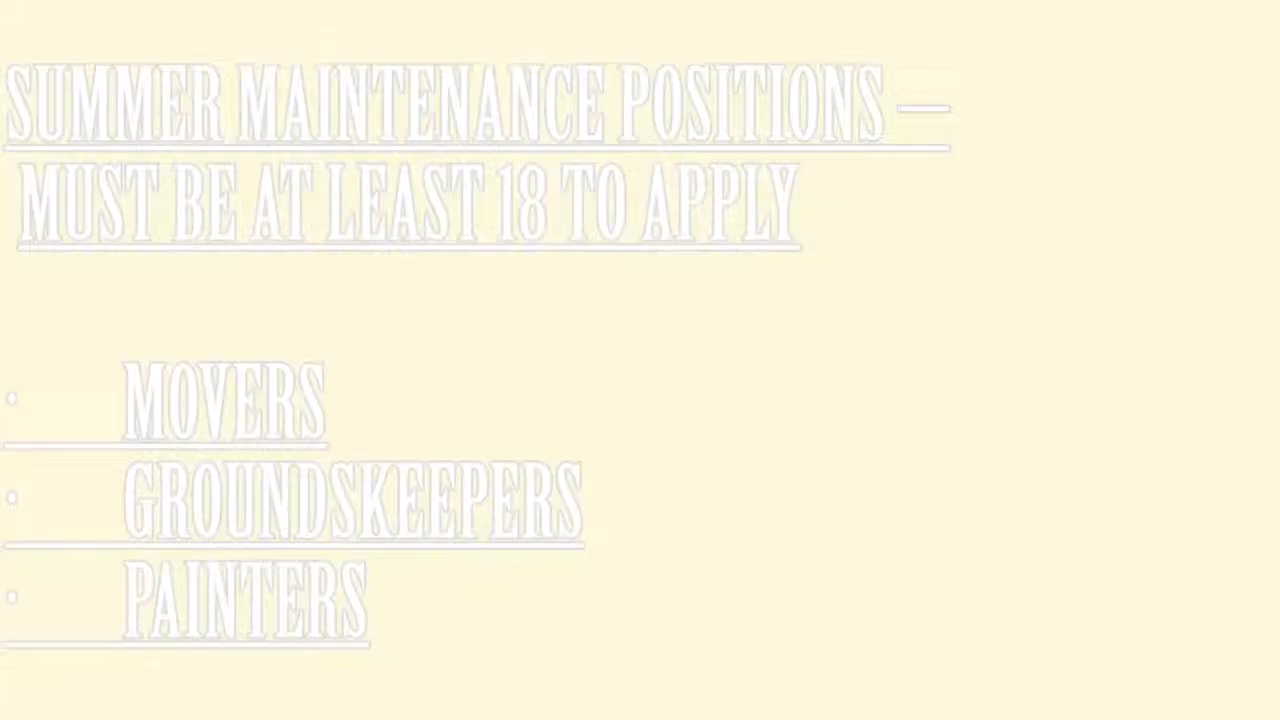 SUMMER MAINTENANCE POSITIONS —
MUST BE AT LEAST 18 TO APPLY
· MOVERS
· GROUNDSKEEPERS
· PAINTERS